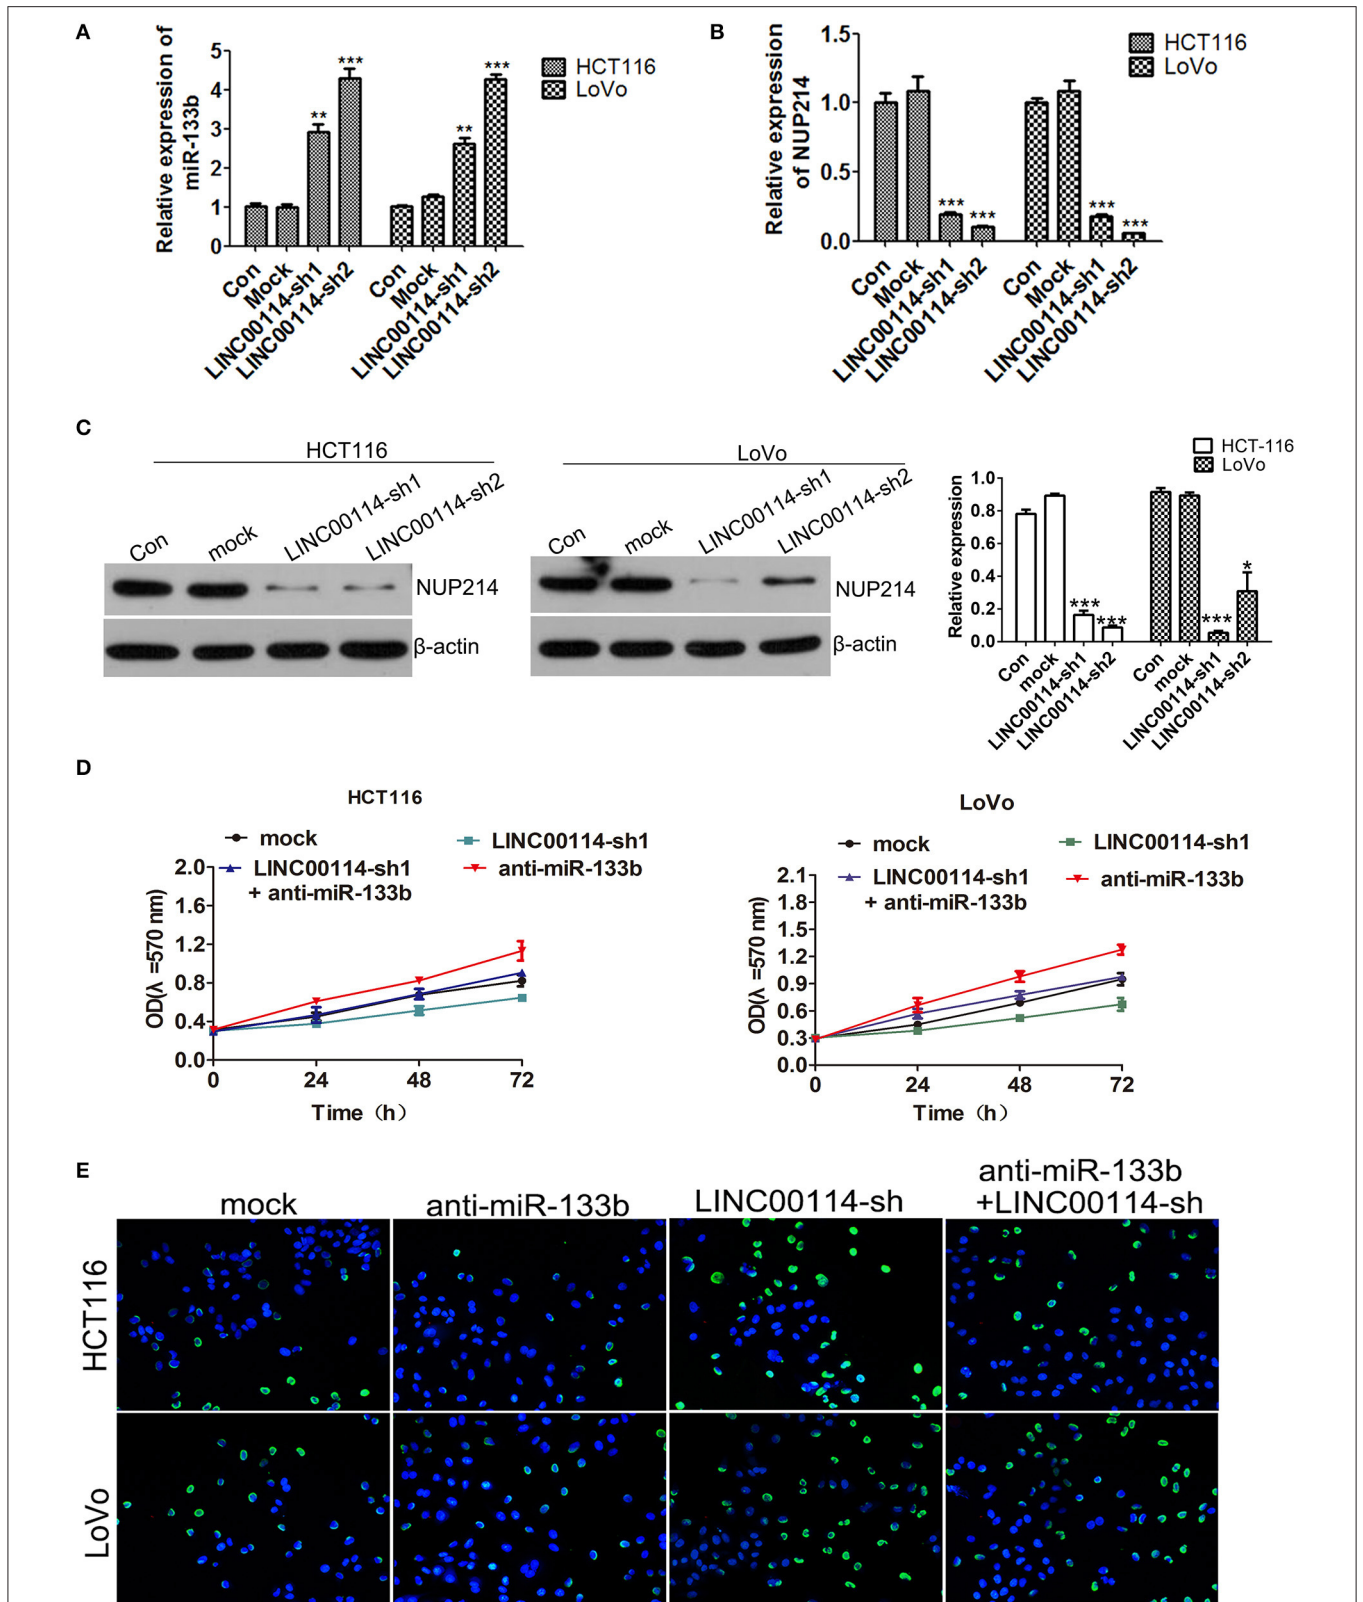 A
Relative expression of
miR-133b
5
4
3
2
1
0
** *** ** ***
HCT116
LoVo
Con Mock LINC00114-sh1 LINC00114-sh2 Con Mock LINC00114-sh1 LINC00114-sh2
B
Relative expression
of NUP214
1.5
1.0
0.5
0.0
*** *** *** ***
HCT116
LoVo
Con Mock LINC00114-sh1 LINC00114-sh2 Con Mock LINC00114-sh1 LINC00114-sh2
C
HCT116
Con mock LINC00114-sh1 LINC00114-sh2
NUP214
β-actin
LoVo
Con mock LINC00114-sh1 LINC00114-sh2
NUP214
β-actin
HCT-116
LoVo
Relative expression
1.0
0.8
0.6
0.4
0.2
0.0
*** *** *** *
Con mock LINC00114-sh1 LINC00114-sh2 Con mock LINC00114-sh1 LINC00114-sh2
D
HCT116
mock
LINC00114-sh1
LINC00114-sh1
+ anti-miR-133b
anti-miR-133b
OD(λ =570 nm)
2.0
1.6
1.2
0.8
0.4
0.0
0 24 48 72
Time（h）
LoVo
mock
LINC00114-sh1
LINC00114-sh1
+ anti-miR-133b
anti-miR-133b
OD(λ =570 nm)
2.1
1.8
1.5
1.2
0.9
0.6
0.3
0.0
0 24 48 72
Time（h）
E
mock
anti-miR-133b
LINC00114-sh
anti-miR-133b
+LINC00114-sh
HCT116
LoVo